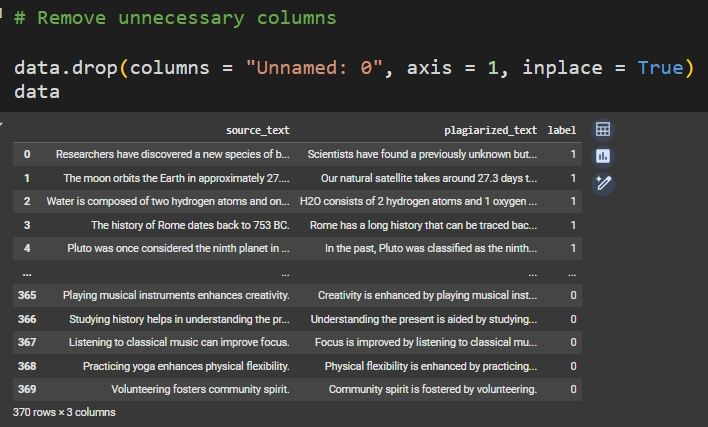 # Remove unnecessary columns
data.drop(columns = "Unnamed: 0", axis = 1, inplace = True)
data
source_text plagiarized_text label
0 Researchers have discovered a new species of b... Scientists have found a previously unknown but... 1
1 The moon orbits the Earth in approximately 27.... Our natural satellite takes around 27.3 days t... 1
2 Water is composed of two hydrogen atoms and on... H2O consists of 2 hydrogen atoms and 1 oxygen ... 1
3 The history of Rome dates back to 753 BC. Rome has a long history that can be traced bac... 1
4 Pluto was once considered the ninth planet in ... In the past, Pluto was classified as the ninth... 1
... ... ... ...
365 Playing musical instruments enhances creativity. Creativity is enhanced by playing musical inst... 0
366 Studying history helps in understanding the pr... Understanding the present is aided by studying... 0
367 Listening to classical music can improve focus. Focus is improved by listening to classical mu... 0
368 Practicing yoga enhances physical flexibility. Physical flexibility is enhanced by practicing... 0
369 Volunteering fosters community spirit. Community spirit is fostered by volunteering. 0
370 rows × 3 columns